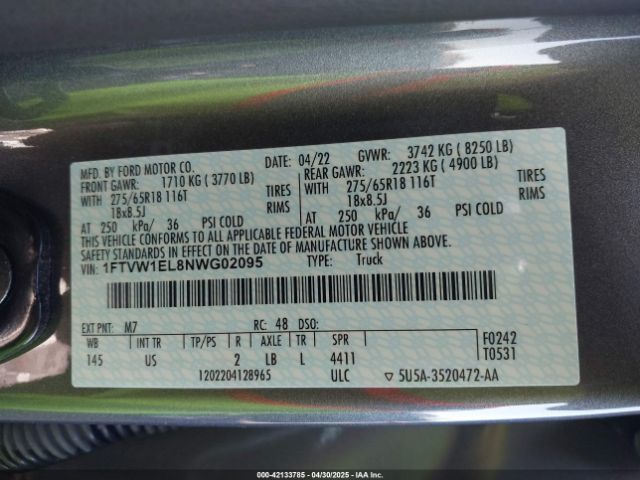 MFD. BY FORD MOTOR CO. DATE: 04/22 GVWR: 3742 KG ( 8250 LB)
FRONT GAWR: 1710 KG ( 3770 LB) REAR GAWR: 2223 KG ( 4900 LB)
WITH 275/65R18 116T TIRES WITH 275/65R18 116T TIRES
18x8.5J RIMS 18x8.5J RIMS
AT 250 kPa/ 36 PSI COLD AT 250 kPa/ 36 PSI COLD
THIS VEHICLE CONFORMS TO ALL APPLICABLE FEDERAL MOTOR VEHICLE
SAFETY STANDARDS IN EFFECT ON THE DATE OF MANUFACTURE SHOWN ABOVE.
VIN: 1FTVW1EL8NWG02095 TYPE: Truck
EXT PNT: M7 RC: 48 DSO:
WB INT TR TP/PS R AXLE TR SPR F0242
145 US 2 LB L 4411 T0531
1202204128965 ULC ▽ 5U5A-3520472-AA
000-42133785 - 04/30/2025 - IAA, Inc.